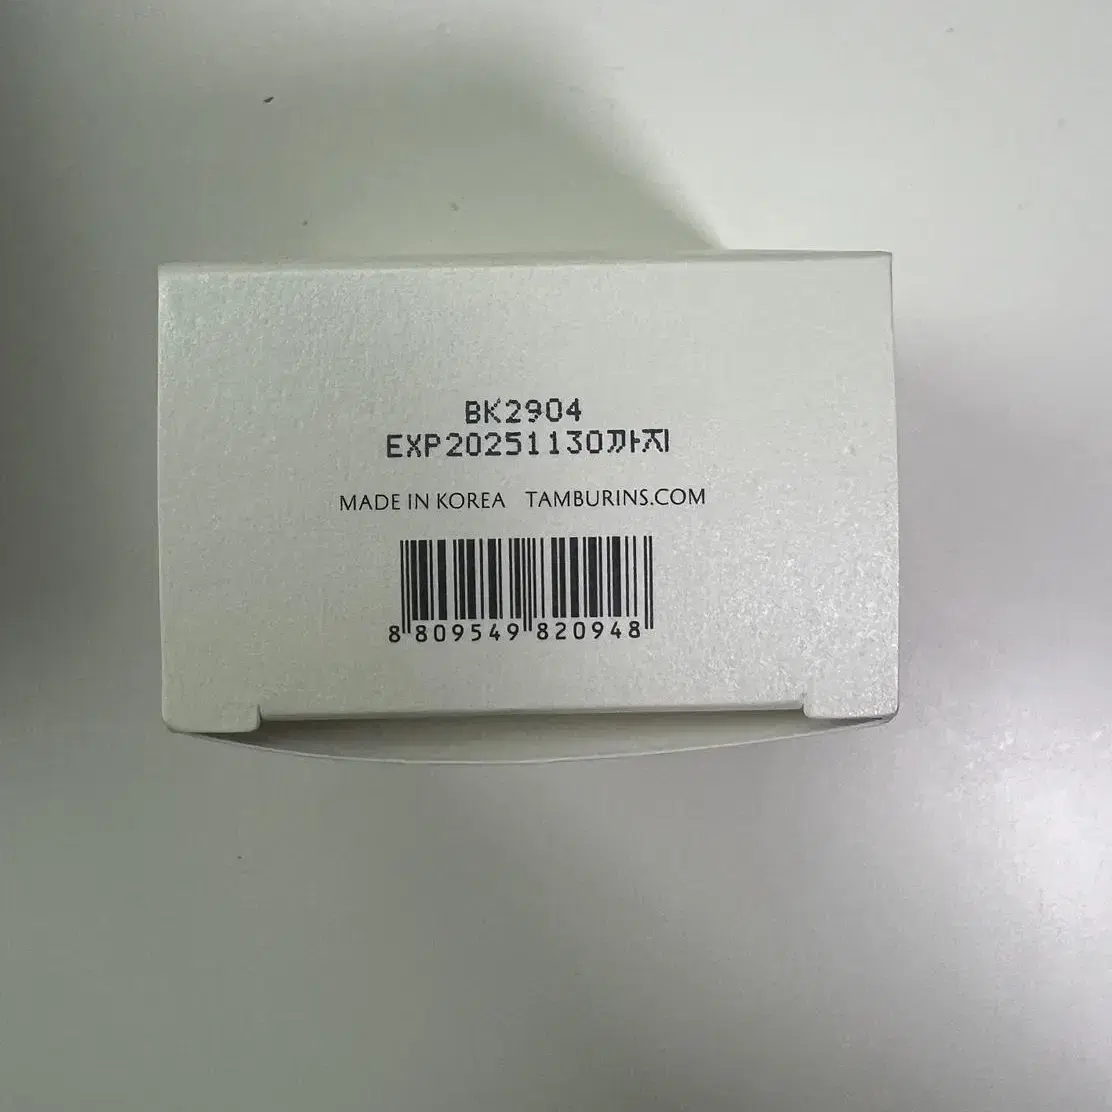 BK2904
EXP20251130까지
MADE IN KOREA TAMBURINS.COM
8 809549 820948